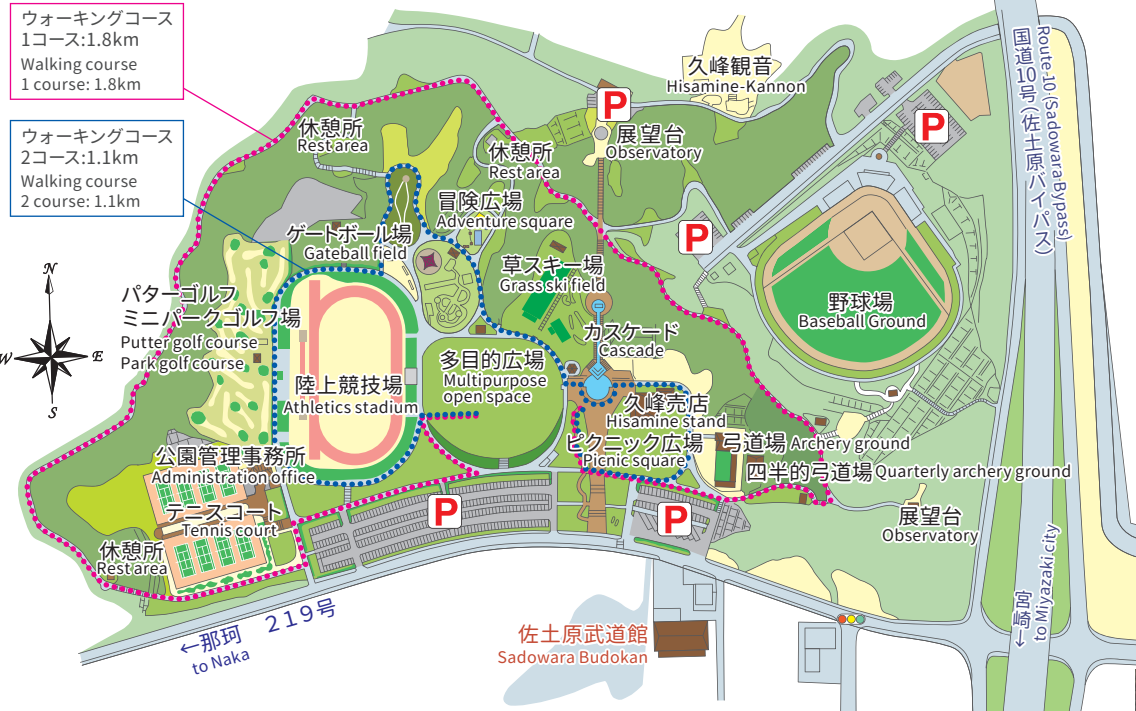 ウォーキングコース
1コース:1.8km
Walking course
1 course: 1.8km
ウォーキングコース
2コース:1.1km
Walking course
2 course: 1.1km
久峰観音
Hisamine-Kannon
P
展望台
Observatory
P
国道10号(佐土原バイパス)
Route-10 (Sadowara Bypass)
休憩所
Rest area
休憩所
Rest area
冒険広場
Adventure square
P
ゲートボール場
Gateball field
草スキー場
Grass ski field
N
W
E
S
パターゴルフ
ミニパークゴルフ場
Putter golf course
Park golf course
野球場
Baseball Ground
カスケード
Cascade
陸上競技場
Athletics stadium
多目的広場
Multipurpose
open space
久峰売店
Hisamine stand
ピクニック広場
Picnic square
弓道場 Archery ground
四半的弓道場 Quarterly archery ground
公園管理事務所
Administration office
テニスコート
Tennis court
P
P
展望台
Observatory
休憩所
Rest area
←那珂 219号
to Naka
佐土原武道館
Sadowara Budokan
宮崎→
to Miyazaki city